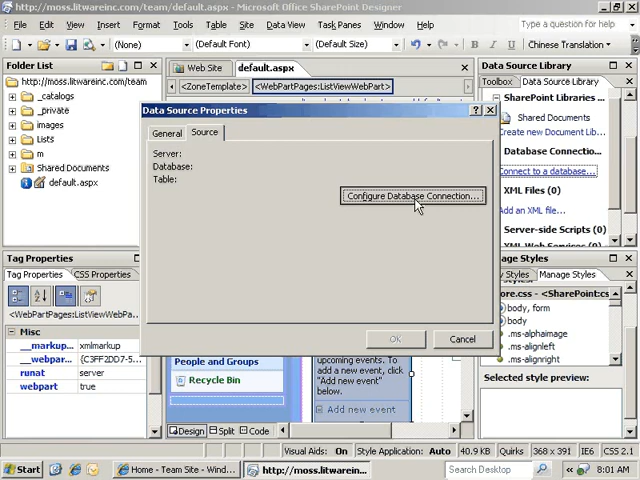 http://moss.litwareinc.com/team/default.aspx - Microsoft Office SharePoint Designer
File Edit View Insert Format Tools Table Site Data View Task Panes Window Help
Type a question for help
(None) (Default Font) (Default Size) Chinese Translation
Folder List
http://moss.litwareinc.com/team
_catalogs
_private
images
Lists
m
Shared Documents
default.aspx
Web Site default.aspx
<ZoneTemplate> <WebPartPages:ListViewWebPart>
Data Source Library
Toolbox Data Source Library
SharePoint Libraries
Shared Documents
Create new Document Lib...
Database Connection...
Connect to a database...
XML Files (0)
Add an XML file...
Server-side Scripts (0)
Data Source Properties
General Source
Server:
Database:
Table:
Configure Database Connection...
OK Cancel
Tag Properties
Tag Properties CSS Properties
<WebPartPages:ListViewWebPa...
Misc
__markup... xmlmarkup
__webpart... {C3FF2DD7-5...
runat server
webpart true
People and Groups
Recycle Bin
upcoming events. To
add a new event, click
"Add new event"
below.
Add new event
Design Split Code
Manage Styles
Manage Styles
core.css (<SharePoint:css
body, form
body
.ms-alphaimage
.ms-alignleft
.ms-alignright
Selected style preview:
Visual Aids: On Style Application: Auto 40.9 KB Quirks 368 x 391 IE6 CSS 2.1
Start Home - Team Site - Wind... http://moss.litwarein... Search Desktop 8:01 AM